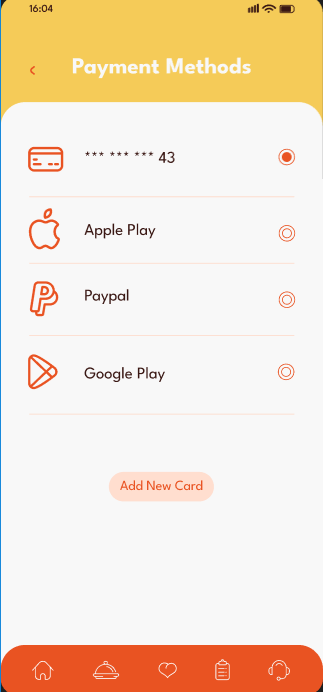 16:04
Payment Methods
*** *** *** 43
Apple Play
Paypal
Google Play
Add New Card